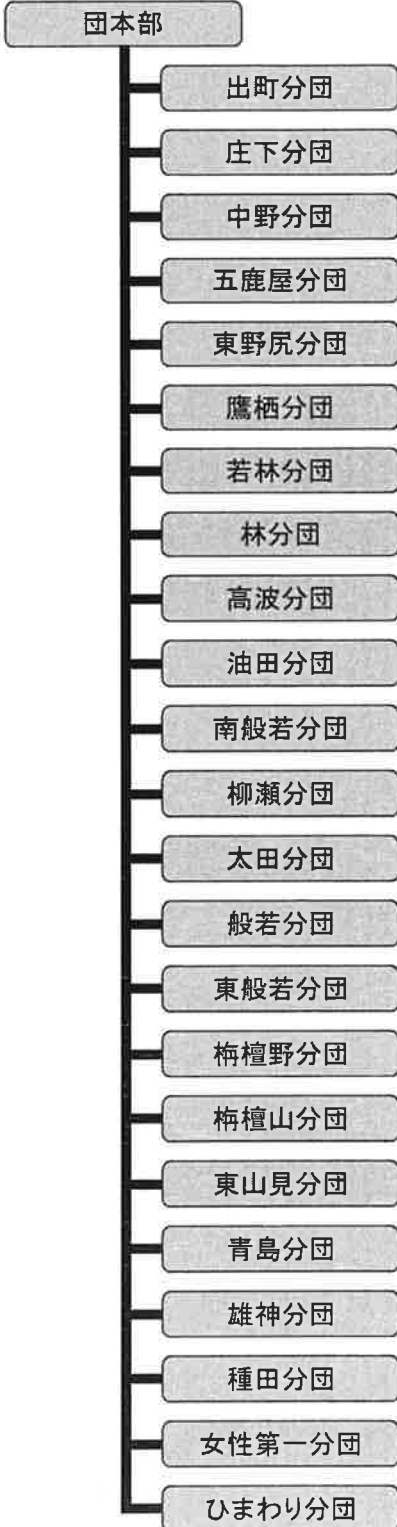 団本部
出町分団
庄下分団
中野分団
五鹿屋分団
東野尻分団
鷹栖分団
若林分団
林分団
高波分団
油田分団
南般若分団
柳瀬分団
太田分団
般若分団
東般若分団
栴檀野分団
栴檀山分団
東山見分団
青島分団
雄神分団
種田分団
女性第一分団
ひまわり分団